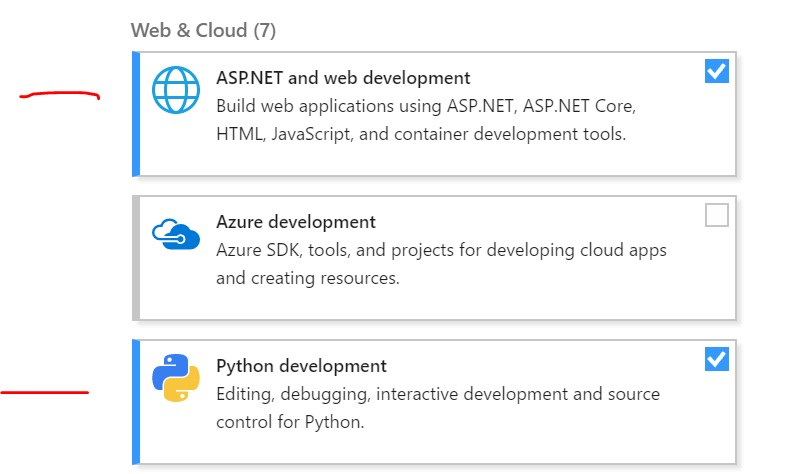 Web & Cloud (7)
ASP.NET and web development
Build web applications using ASP.NET, ASP.NET Core,
HTML, JavaScript, and container development tools.
Azure development
Azure SDK, tools, and projects for developing cloud apps
and creating resources.
Python development
Editing, debugging, interactive development and source
control for Python.